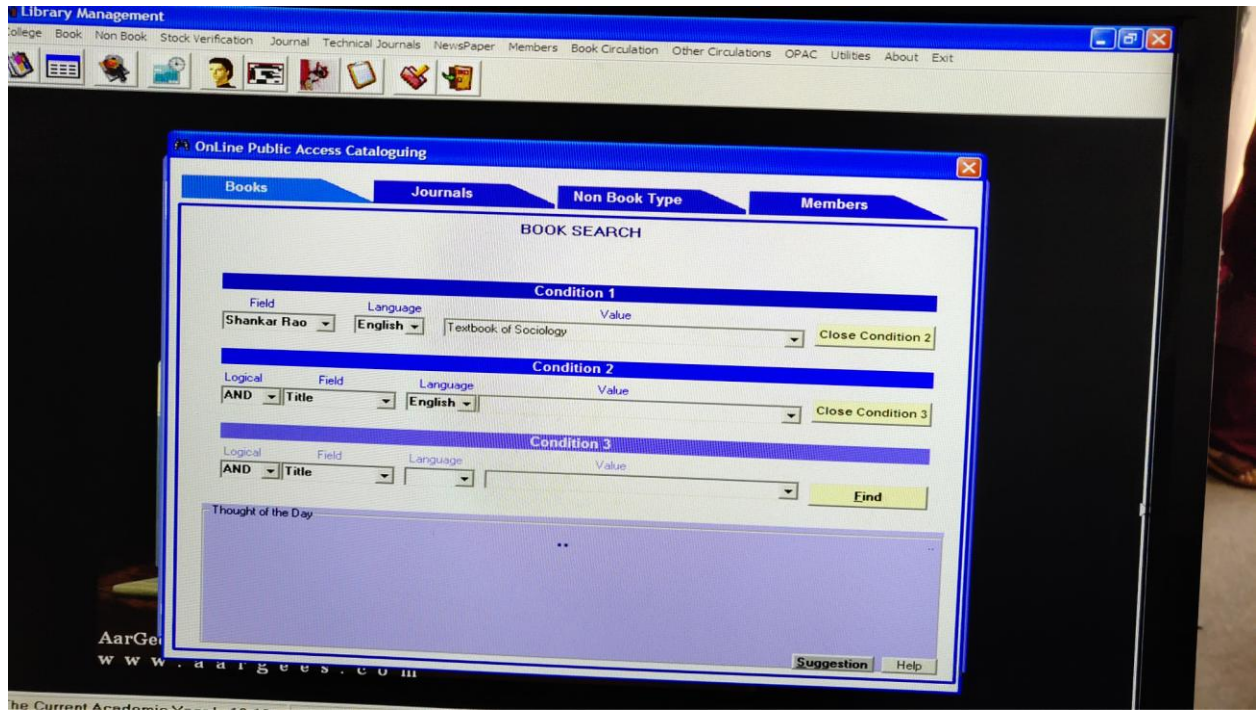 Library Management
College Book Non Book Stock Verification Journal Technical Journals NewsPaper Members Book Circulation Other Circulations OPAC Utilities About Exit
OnLine Public Access Cataloguing
Books Journals Non Book Type Members
BOOK SEARCH
Condition 1
Field Language Value
Shankar Rao English Textbook of Sociology Close Condition 2
Condition 2
Logical Field Language Value
AND Title English Close Condition 3
Condition 3
Logical Field Language Value
AND Title Find
Thought of the Day
..
..
Suggestion Help
AarGee
www.aargees.com
The Current Academic